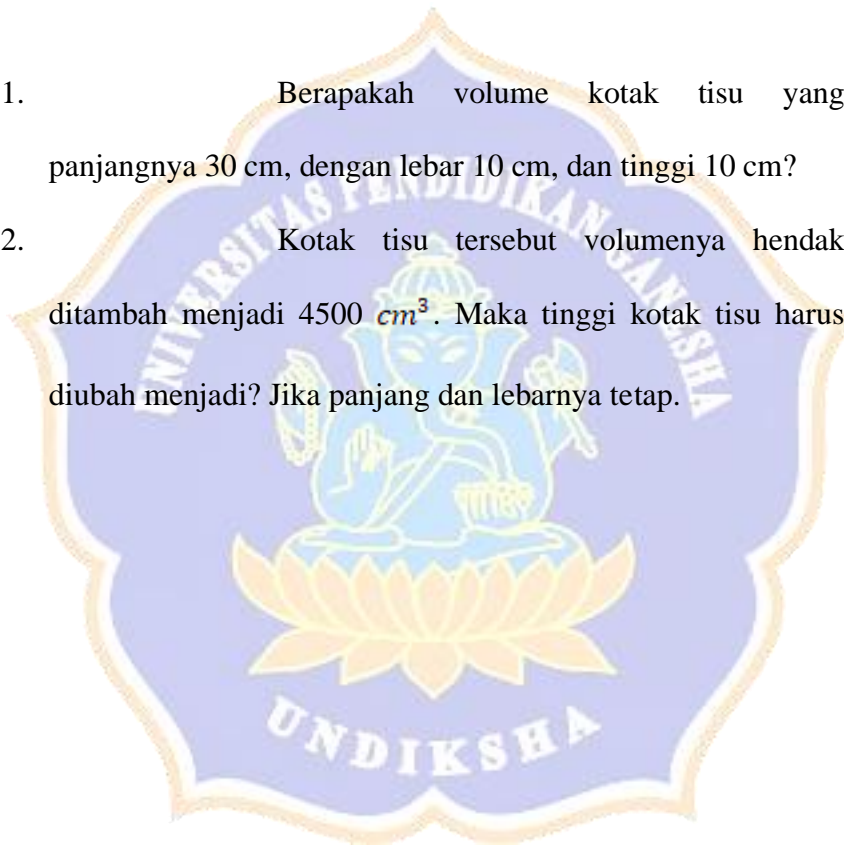 1. Berapakah volume kotak tisu yang
panjangnya 30 cm, dengan lebar 10 cm, dan tinggi 10 cm?
2. Kotak tisu tersebut volumenya hendak
ditambah menjadi 4500 cm³. Maka tinggi kotak tisu harus
diubah menjadi? Jika panjang dan lebarnya tetap.
UNIVERSITAS PENDIDIKAN GANESHA
UNDIKSHA